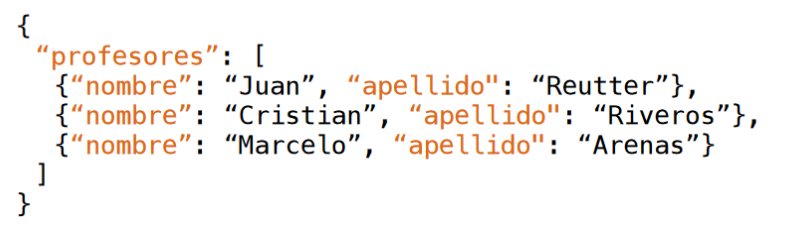 {
“profesores”: [
{“nombre”: “Juan”, “apellido": “Reutter”},
{“nombre”: “Cristian”, “apellido": “Riveros”},
{“nombre”: “Marcelo”, “apellido": “Arenas”}
]
}